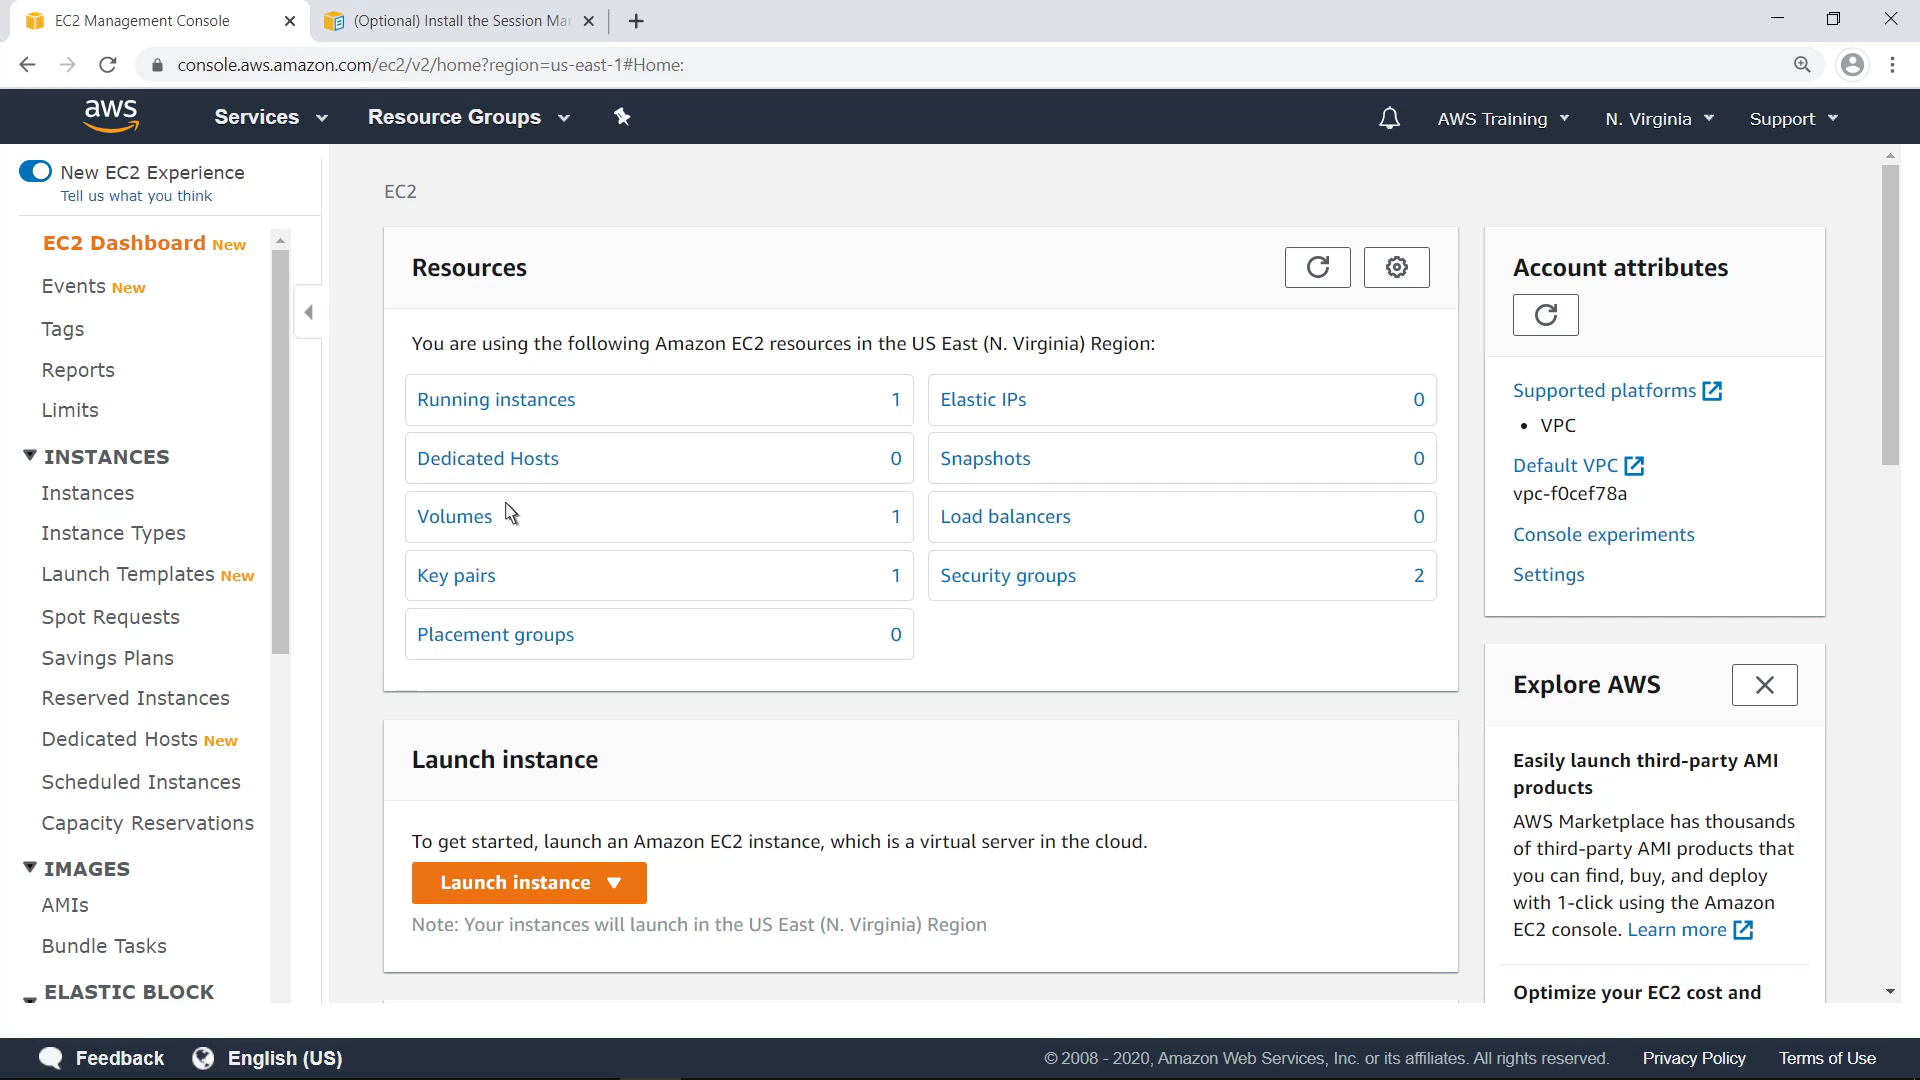 EC2 Management Console
(Optional) Install the Session Ma
console.aws.amazon.com/ec2/v2/home?region=us-east-1#Home:
aws
Services
Resource Groups
AWS Training
N. Virginia
Support
New EC2 Experience
Tell us what you think
EC2 Dashboard New
Events New
Tags
Reports
Limits
INSTANCES
Instances
Instance Types
Launch Templates New
Spot Requests
Savings Plans
Reserved Instances
Dedicated Hosts New
Scheduled Instances
Capacity Reservations
IMAGES
AMIs
Bundle Tasks
ELASTIC BLOCK
EC2
Resources
You are using the following Amazon EC2 resources in the US East (N. Virginia) Region:
Running instances 1
Elastic IPs 0
Dedicated Hosts 0
Snapshots 0
Volumes 1
Load balancers 0
Key pairs 1
Security groups 2
Placement groups 0
Launch instance
To get started, launch an Amazon EC2 instance, which is a virtual server in the cloud.
Launch instance
Note: Your instances will launch in the US East (N. Virginia) Region
Account attributes
Supported platforms
• VPC
Default VPC
vpc-f0cef78a
Console experiments
Settings
Explore AWS
Easily launch third-party AMI
products
AWS Marketplace has thousands
of third-party AMI products that
you can find, buy, and deploy
with 1-click using the Amazon
EC2 console. Learn more
Optimize your EC2 cost and
Feedback
English (US)
© 2008 - 2020, Amazon Web Services, Inc. or its affiliates. All rights reserved.
Privacy Policy
Terms of Use